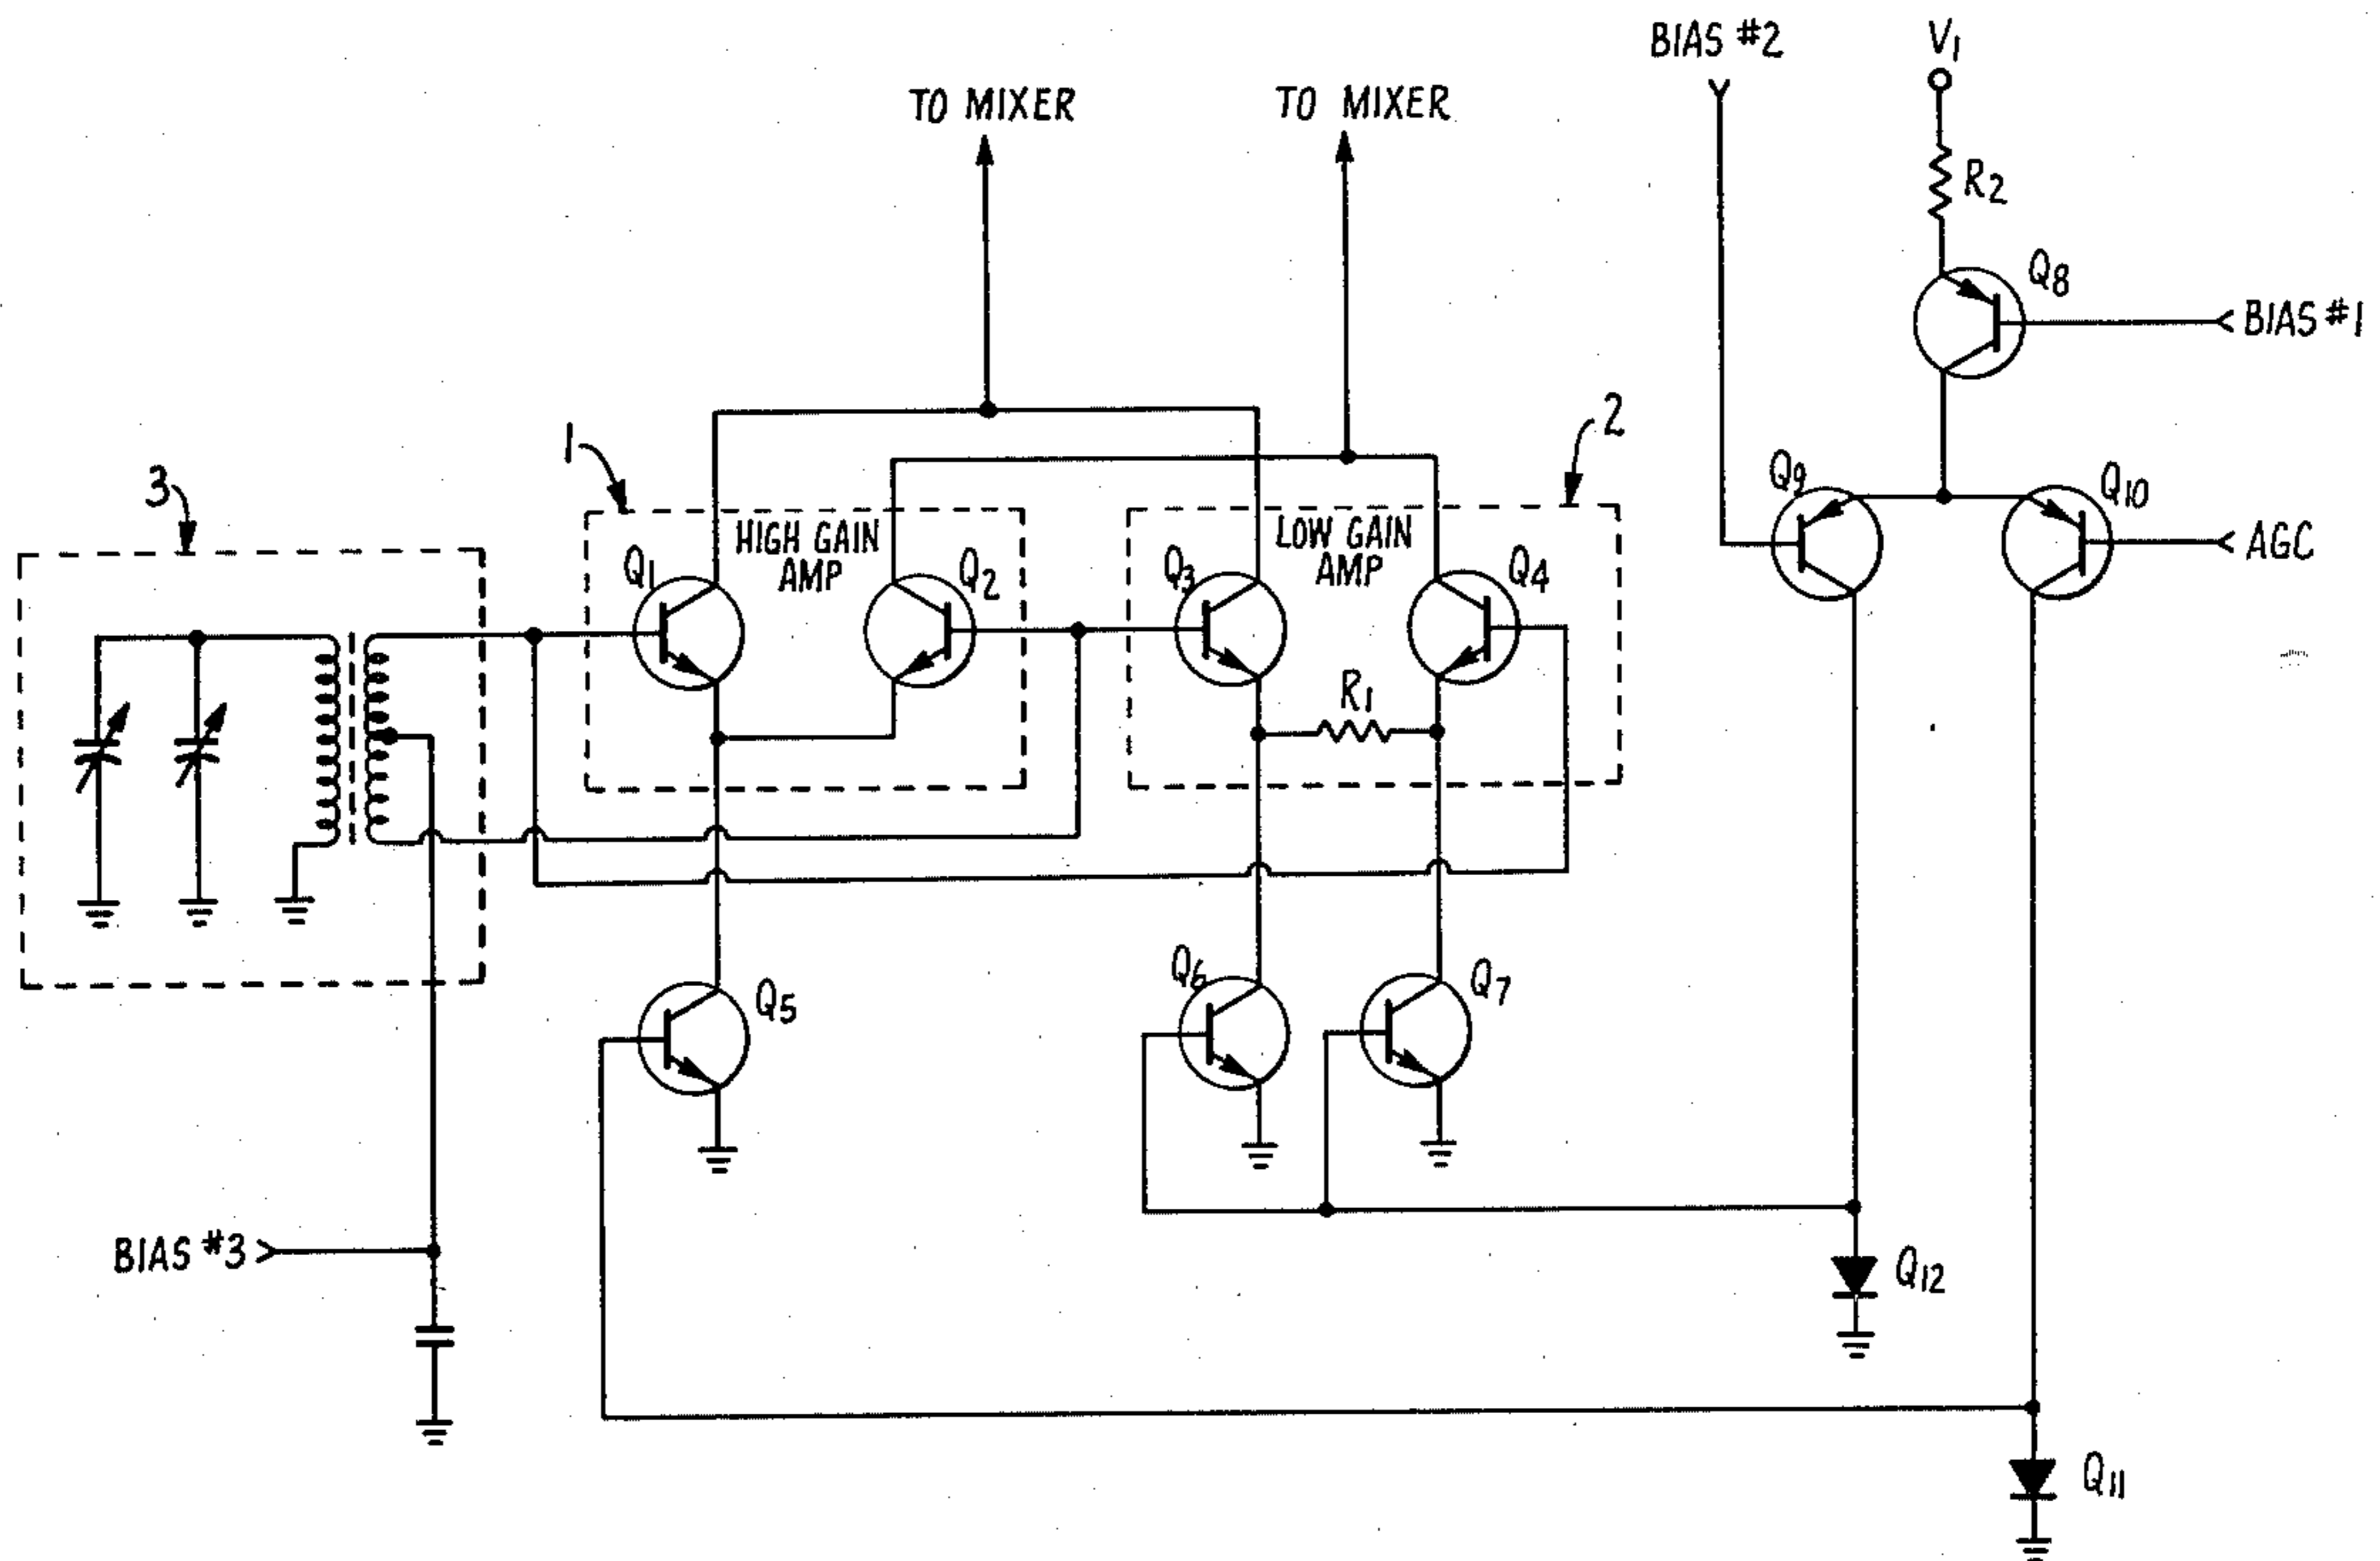 BIAS #2
V1
TO MIXER
TO MIXER
R2
Q8
BIAS #1
1
2
3
Q9
Q10
HIGH GAIN
AMP
LOW GAIN
AMP
AGC
Q1
Q2
Q3
Q4
R1
Q5
Q6
Q7
BIAS #3
Q12
Q11